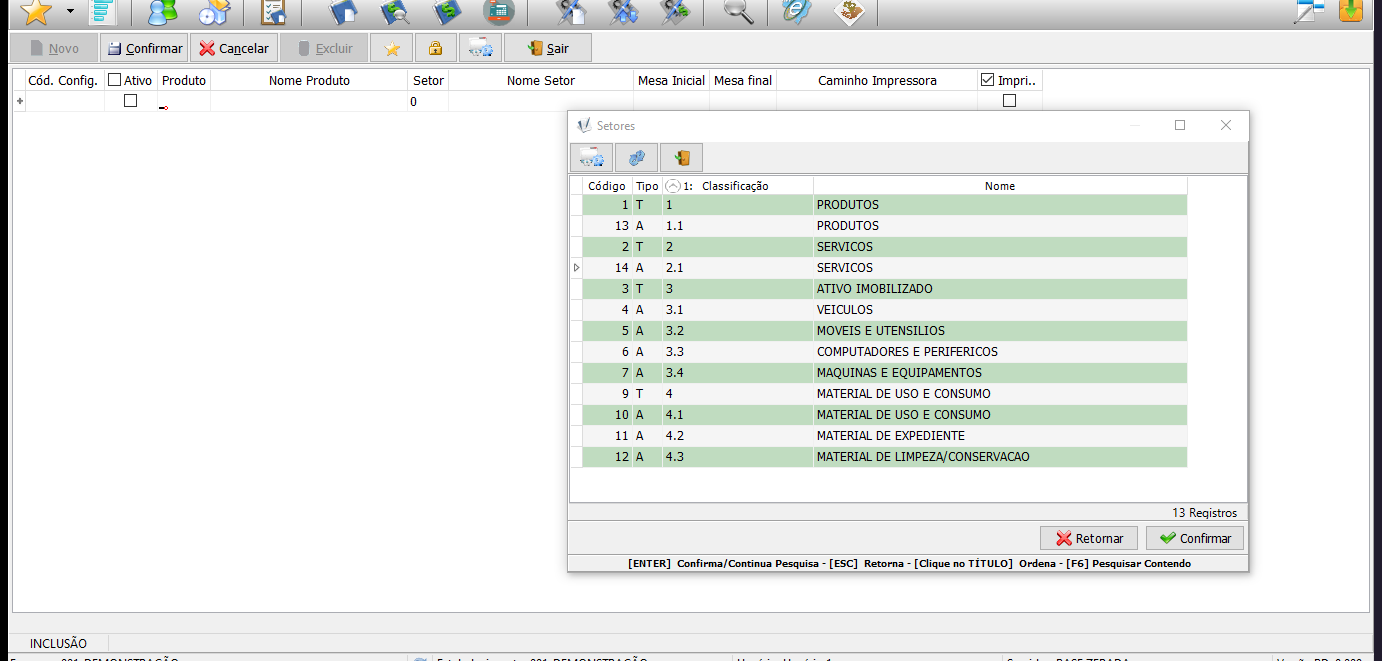 Novo Confirmar Cancelar Excluir Sair
Cód. Config. Ativo Produto Nome Produto Setor Nome Setor Mesa Inicial Mesa final Caminho Impressora Impri..
0
Setores
Código Tipo 1: Classificação Nome
1 T 1 PRODUTOS
13 A 1.1 PRODUTOS
2 T 2 SERVICOS
14 A 2.1 SERVICOS
3 T 3 ATIVO IMOBILIZADO
4 A 3.1 VEICULOS
5 A 3.2 MOVEIS E UTENSILIOS
6 A 3.3 COMPUTADORES E PERIFERICOS
7 A 3.4 MAQUINAS E EQUIPAMENTOS
9 T 4 MATERIAL DE USO E CONSUMO
10 A 4.1 MATERIAL DE USO E CONSUMO
11 A 4.2 MATERIAL DE EXPEDIENTE
12 A 4.3 MATERIAL DE LIMPEZA/CONSERVACAO
13 Registros
Retornar Confirmar
[ENTER] Confirma/Continua Pesquisa - [ESC] Retorna - [Clique no TÍTULO] Ordena - [F6] Pesquisar Contendo
INCLUSÃO
001-DEMONSTRAÇÃO 001-DEMONSTRAÇÃO